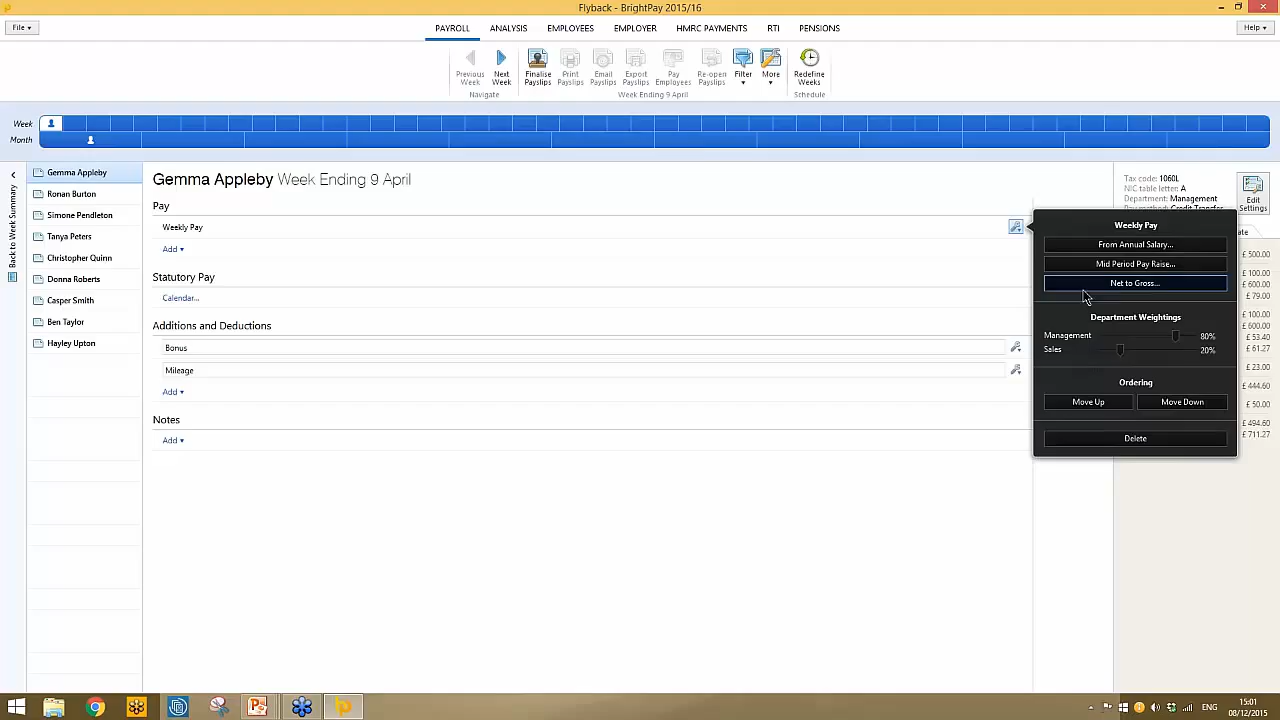 Flyback - BrightPay 2015/16
File
PAYROLL ANALYSIS EMPLOYEES EMPLOYER HMRC PAYMENTS RTI PENSIONS
Help
Previous Week
Next Week
Finalise Payslips
Print Payslips
Email Payslips
Export Payslips
Pay Employees
Re-open Payslips
Filter
More
Redefine Weeks
Navigate
Week Ending 9 April
Schedule
Week
Month
Back to Week Summary
Gemma Appleby
Ronan Burton
Simone Pendleton
Tanya Peters
Christopher Quinn
Donna Roberts
Casper Smith
Ben Taylor
Hayley Upton
Gemma Appleby Week Ending 9 April
Pay
Weekly Pay
Add
Statutory Pay
Calendar...
Additions and Deductions
Bonus
Mileage
Add
Notes
Add
Tax code: 1060L
NIC table letter: A
Department: Management
Pay method: Credit Transfer
Edit Settings
Weekly Pay
From Annual Salary...
Mid Period Pay Raise...
Net to Gross...
Department Weightings
Management 80%
Sales 20%
Ordering
Move Up Move Down
Delete
ate
£ 500.00
£ 100.00
£ 600.00
£ 79.00
£ 100.00
£ 600.00
£ 53.40
£ 61.27
£ 23.00
£ 444.60
£ 50.00
£ 494.60
£ 711.27
ENG
15:01
08/12/2015